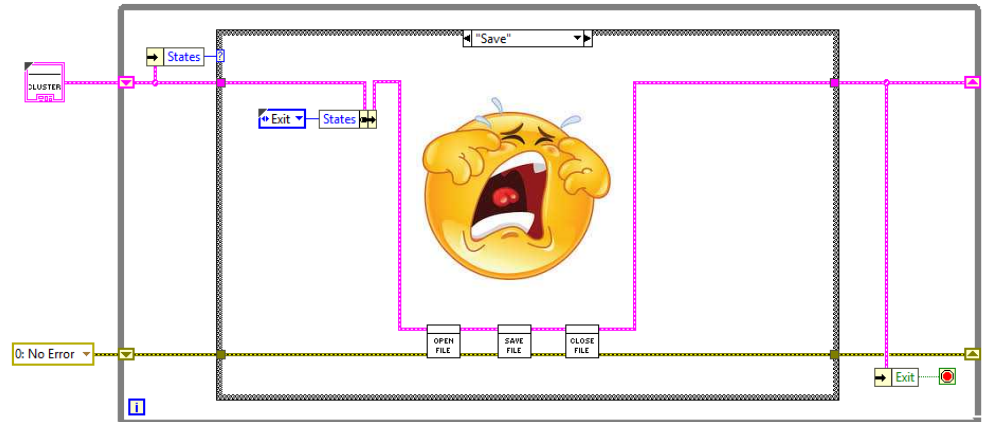 "Save"
States
CLUSTER
Exit
States
OPEN
FILE
SAVE
FILE
CLOSE
FILE
0: No Error
Exit
i